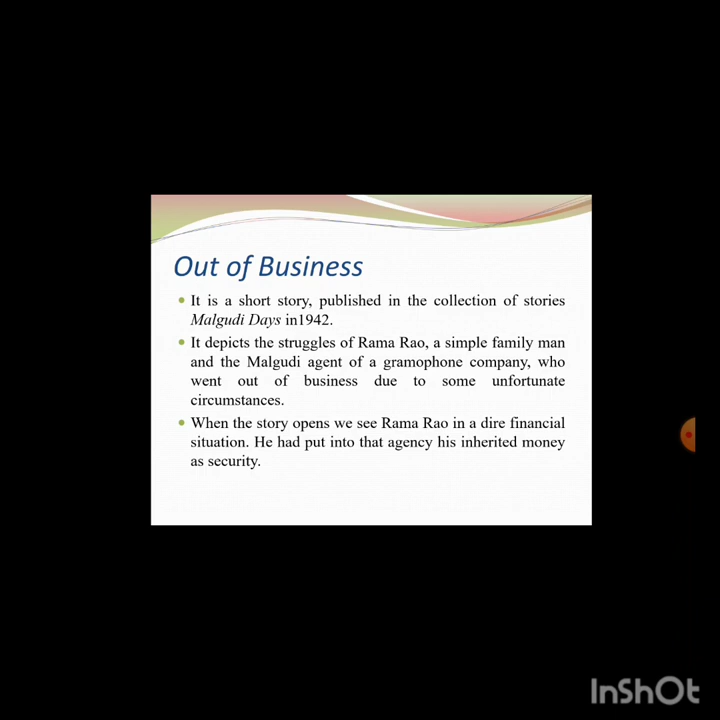 Out of Business
It is a short story, published in the collection of stories
Malgudi Days in1942.
It depicts the struggles of Rama Rao, a simple family man
and the Malgudi agent of a gramophone company, who
went out of business due to some unfortunate
circumstances.
When the story opens we see Rama Rao in a dire financial
situation. He had put into that agency his inherited money
as security.
InShOt